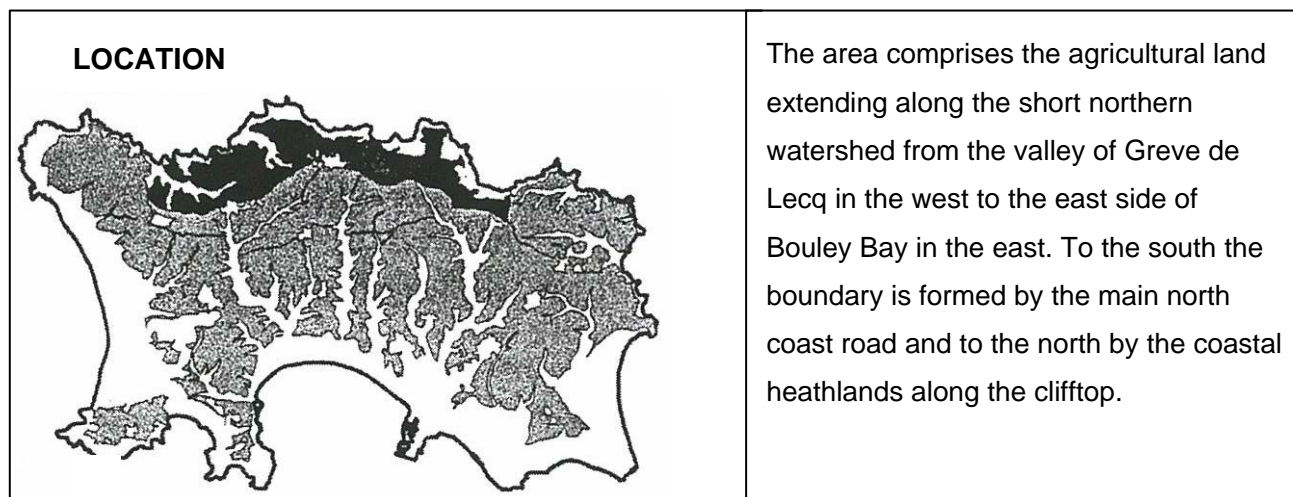 LOCATION
The area comprises the agricultural land
extending along the short northern
watershed from the valley of Greve de
Lecq in the west to the east side of
Bouley Bay in the east. To the south the
boundary is formed by the main north
coast road and to the north by the coastal
heathlands along the clifftop.